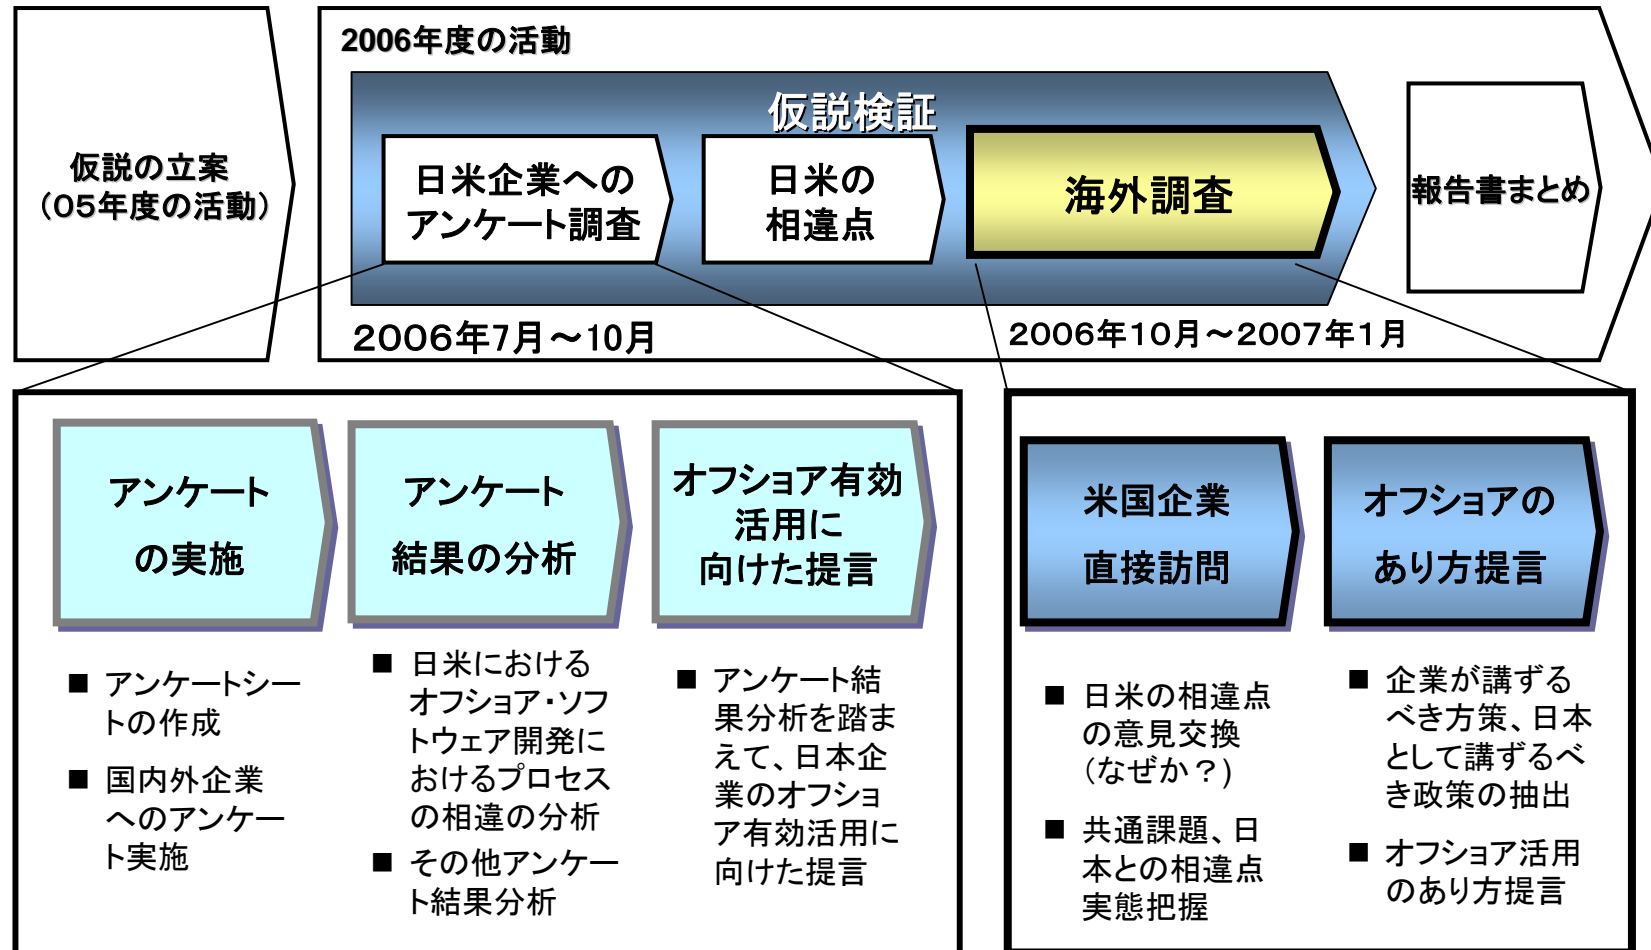 2006年度の活動
仮説の立案
（０５年度の活動）
仮説検証
日米企業への
アンケート調査
日米の
相違点
海外調査
報告書まとめ
２００６年7月～10月
２００６年１０月～２００７年１月
アンケート
の実施
アンケート
結果の分析
オフショア有効
活用に
向けた提言
■ アンケートシー
トの作成
■ 国内外企業
へのアンケー
ト実施
■ 日米における
オフショア・ソフ
トウェア開発に
おけるプロセス
の相違の分析
■ その他アンケー
ト結果分析
■ アンケート結
果分析を踏ま
えて、日本企
業のオフショ
ア有効活用に
向けた提言
米国企業
直接訪問
オフショアの
あり方提言
■ 日米の相違点
の意見交換
（なぜか？)
■ 共通課題、日
本との相違点
実態把握
■ 企業が講ずる
べき方策、日本
として講ずるべ
き政策の抽出
■ オフショア活用
のあり方提言